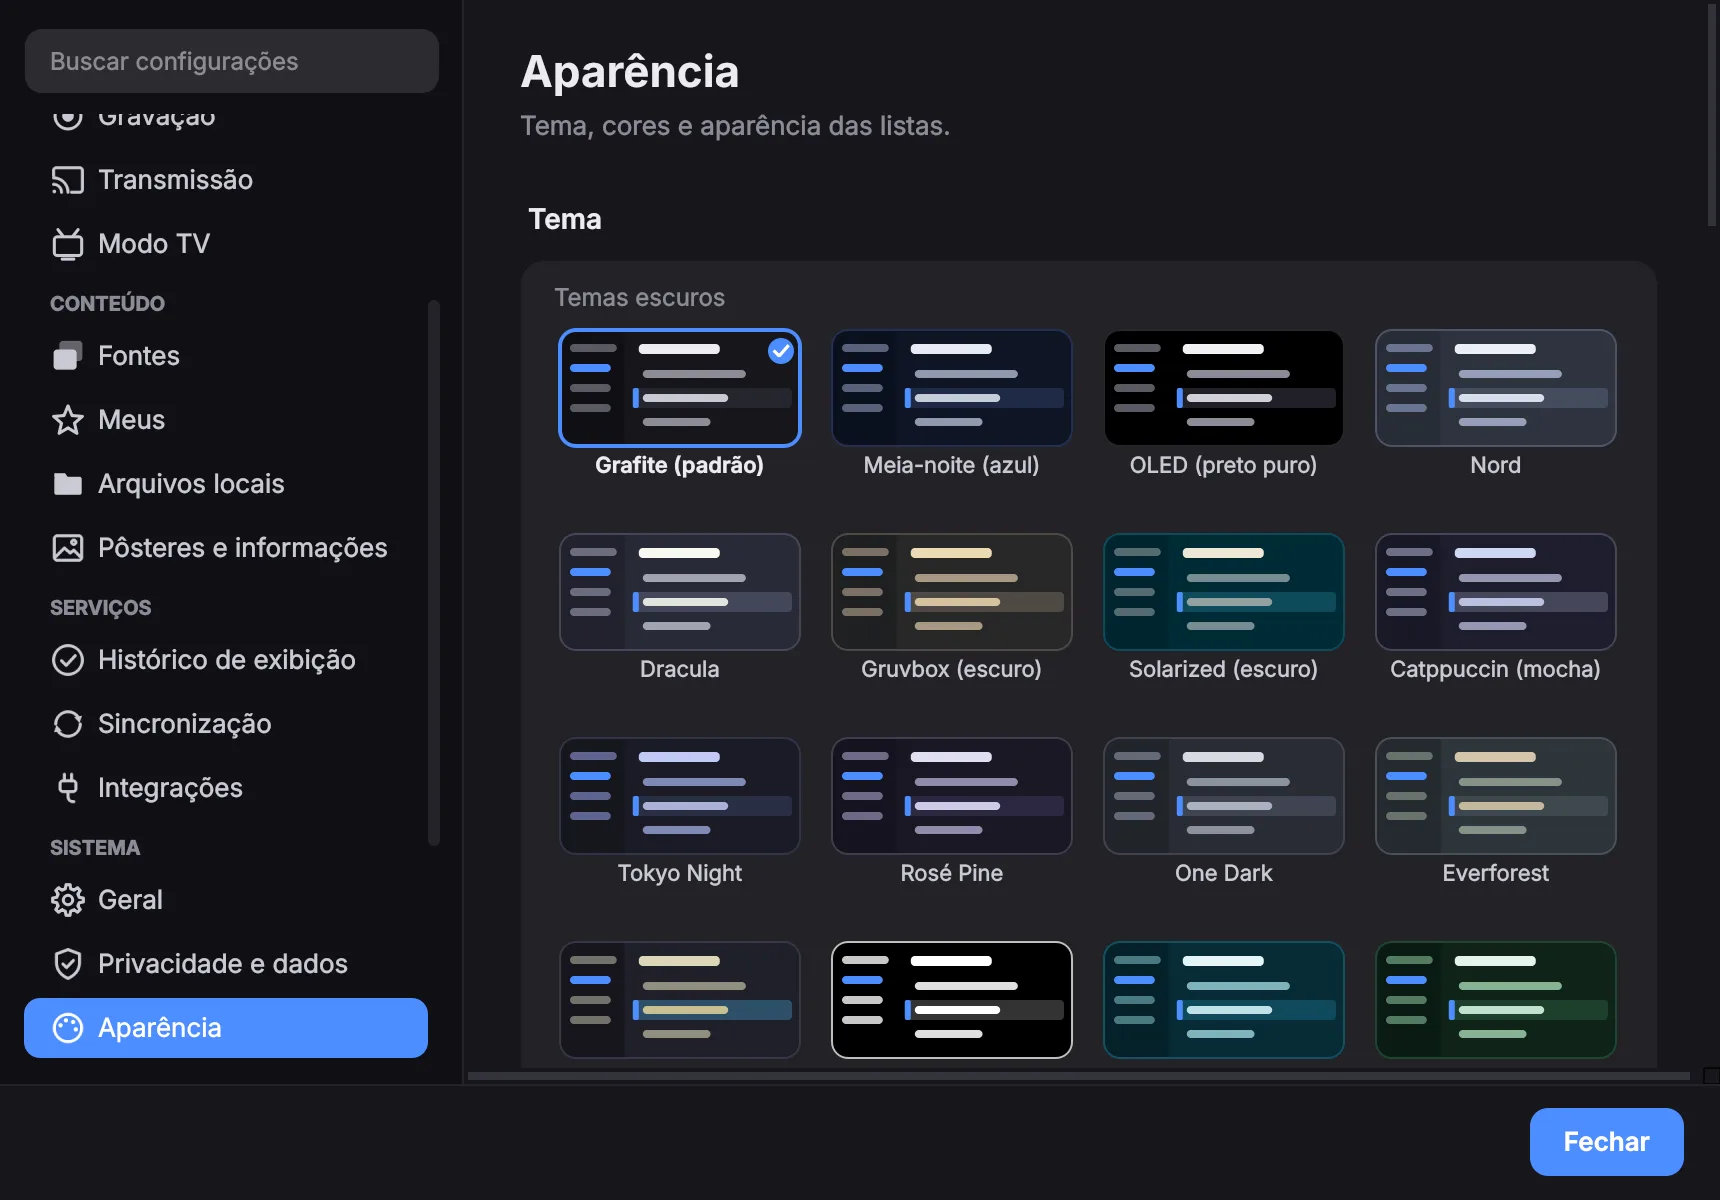 Buscar configurações
Gravação
Transmissão
Modo TV
CONTEÚDO
Fontes
Meus
Arquivos locais
Pôsteres e informações
SERVIÇOS
Histórico de exibição
Sincronização
Integrações
SISTEMA
Geral
Privacidade e dados
Aparência
Aparência
Tema, cores e aparência das listas.
Tema
Temas escuros
Grafite (padrão)
Meia-noite (azul)
OLED (preto puro)
Nord
Dracula
Gruvbox (escuro)
Solarized (escuro)
Catppuccin (mocha)
Tokyo Night
Rosé Pine
One Dark
Everforest
Fechar